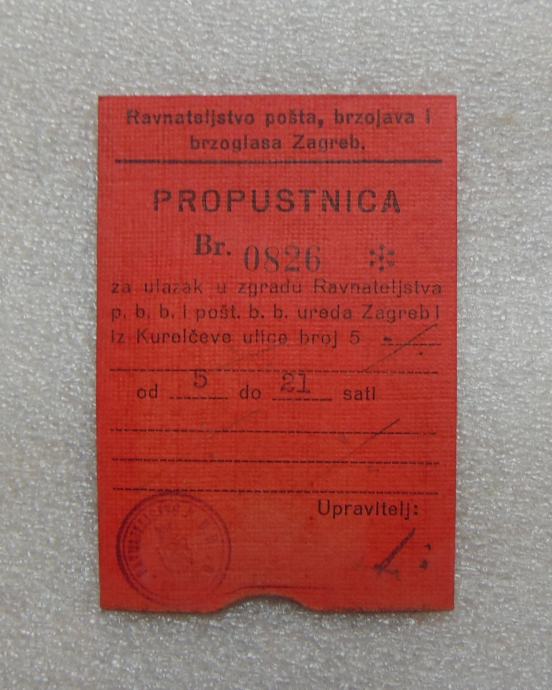 Ravnateljstvo pošta, brzojava i
brzoglasa Zagreb.
PROPUSTNICA
Br. 0826 *
za ulazak u zgradu Ravnateljstva
p. b. b. i pošt. b. b. ureda Zagreb I
iz Kurelčeve ulice broj 5 -
od 5 do 21 sati
Upravitelj: